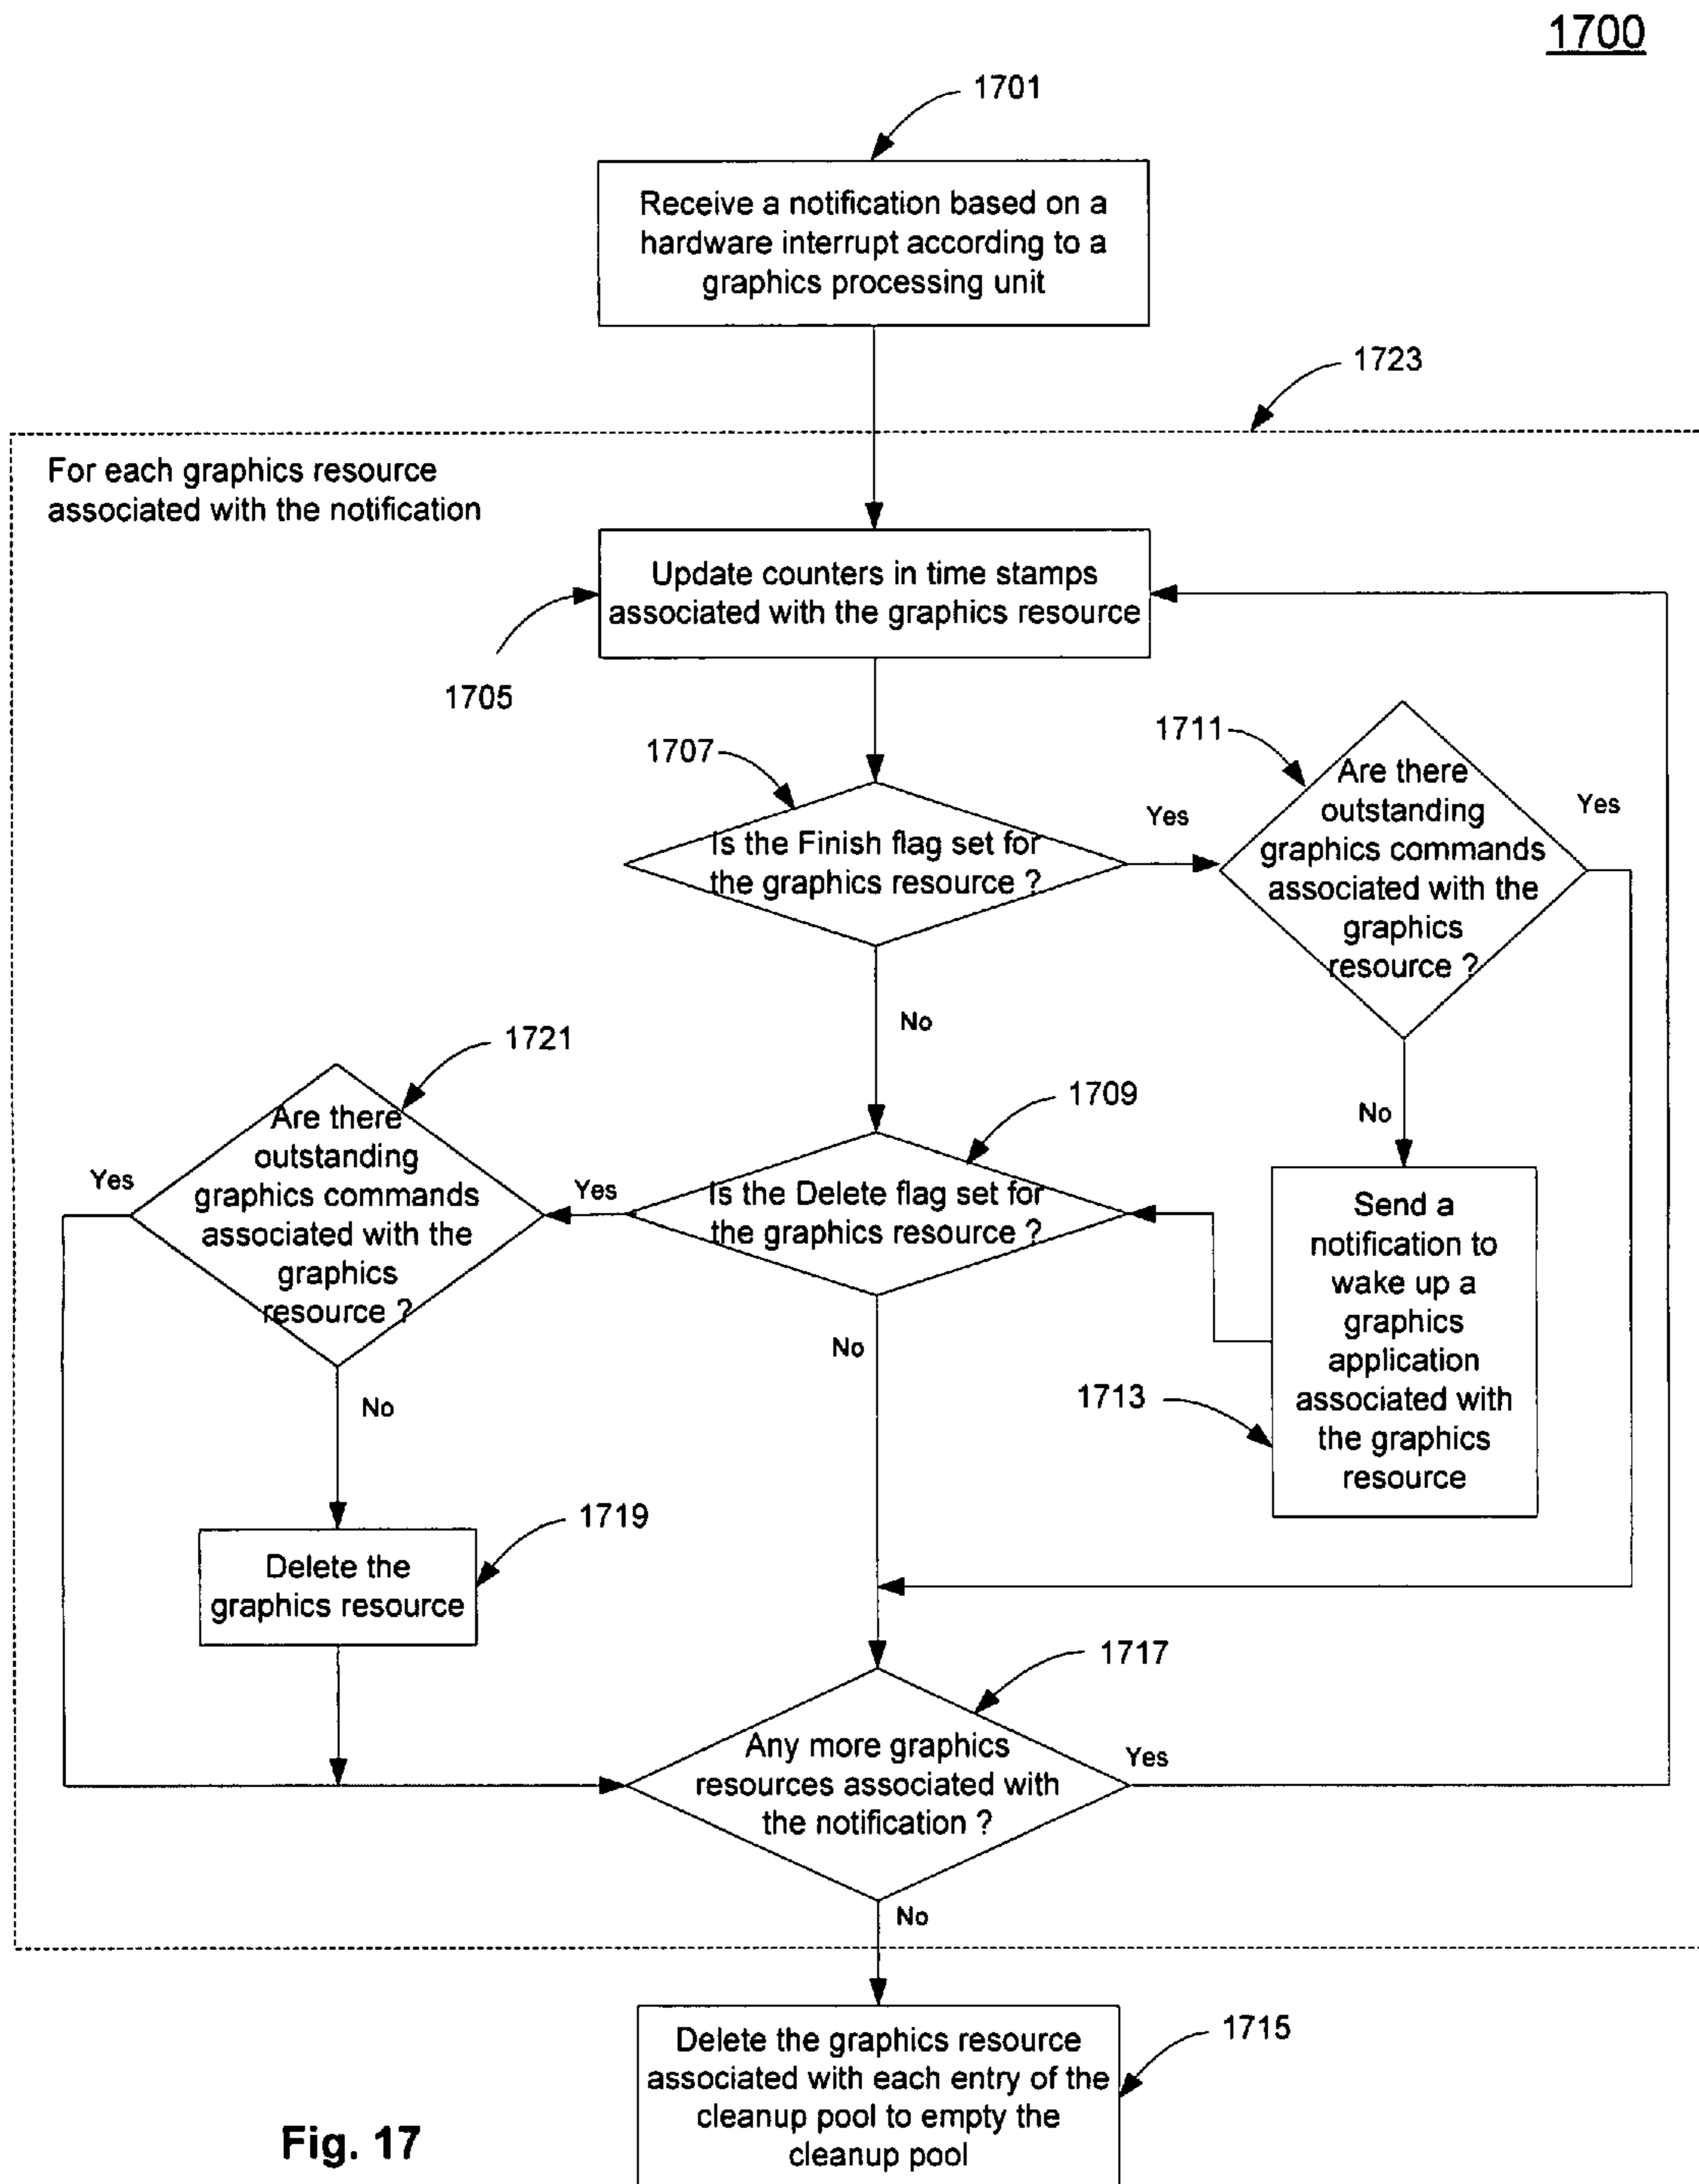 1700
1701
Receive a notification based on a
hardware interrupt according to a
graphics processing unit
1723
For each graphics resource
associated with the notification
Update counters in time stamps
associated with the graphics resource
1705
1707
Is the Finish flag set for
the graphics resource ?
Yes
1711
Are there
outstanding
graphics commands
associated with the
graphics
resource ?
Yes
No
No
1721
Are there
outstanding
graphics commands
associated with the
graphics
resource ?
Yes
Yes
1709
Is the Delete flag set for
the graphics resource ?
No
Send a
notification to
wake up a
graphics
application
associated with
the graphics
resource
1713
No
1719
Delete the
graphics resource
1717
Any more graphics
resources associated with
the notification ?
Yes
No
1715
Delete the graphics resource
associated with each entry of the
cleanup pool to empty the
cleanup pool
Fig. 17